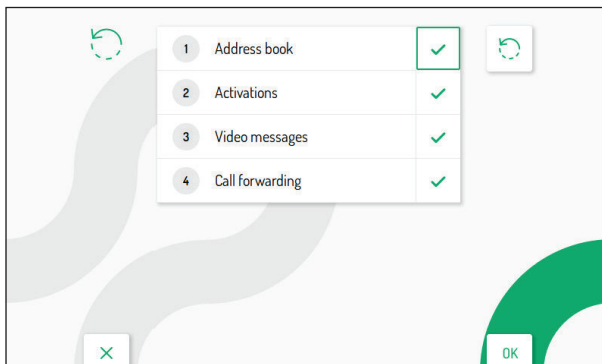 1 Address book
2 Activations
3 Video messages
4 Call forwarding
OK